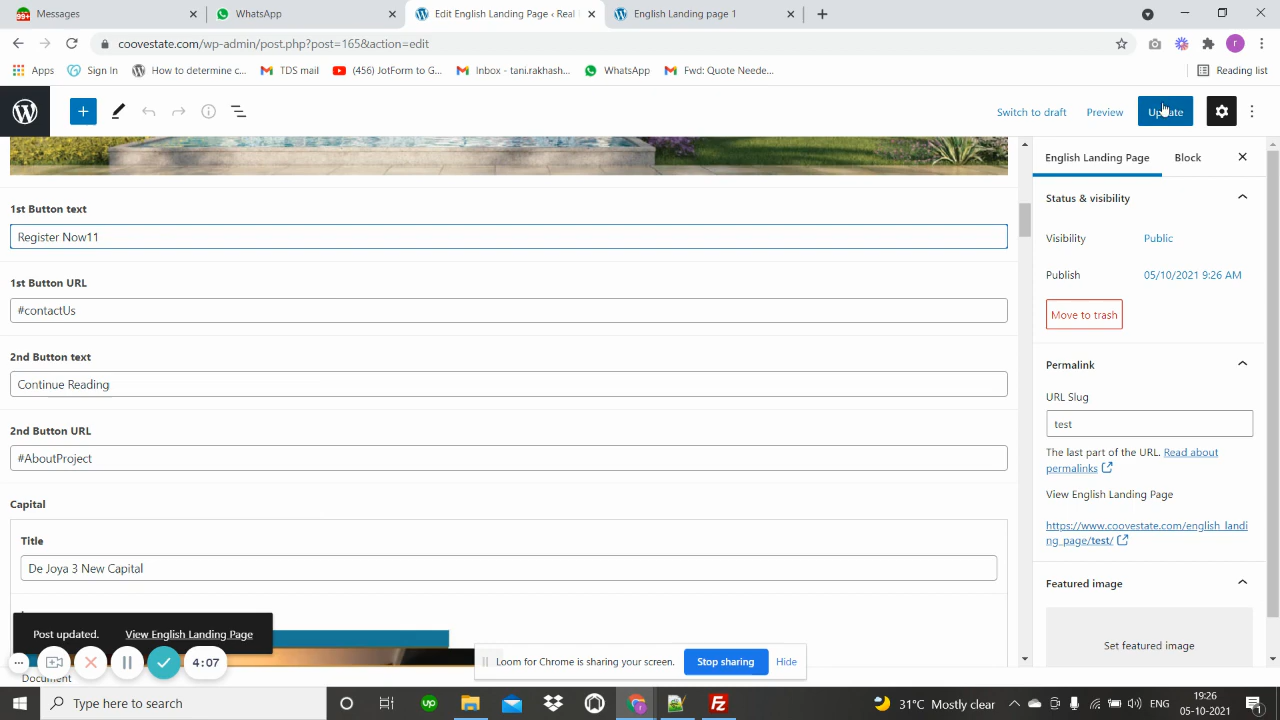 99+ Messages
WhatsApp
Edit English Landing Page ‹ Real
English Landing page 1
coovestate.com/wp-admin/post.php?post=165&action=edit
r
Apps
Sign In
How to determine c...
TDS mail
(456) JotForm to G...
Inbox - tani.rakhash...
WhatsApp
Fwd: Quote Neede...
Reading list
Switch to draft
Preview
Update
1st Button text
Register Now11
1st Button URL
#contactUs
2nd Button text
Continue Reading
2nd Button URL
#AboutProject
Capital
Title
De Joya 3 New Capital
English Landing Page
Block
Status & visibility
Visibility
Public
Publish
05/10/2021 9:26 AM
Move to trash
Permalink
URL Slug
test
The last part of the URL. Read about
permalinks
View English Landing Page
https://www.coovestate.com/english_landi
ng_page/test/
Featured image
Set featured image
Post updated.
View English Landing Page
4:07
Loom for Chrome is sharing your screen.
Stop sharing
Hide
Document
Type here to search
up
31°C Mostly clear
ENG
19:26
05-10-2021
1